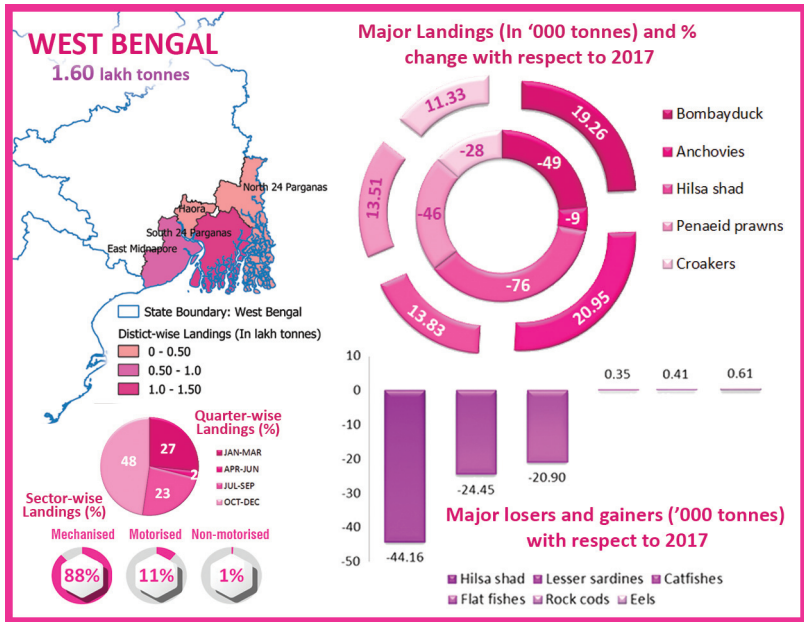 WEST BENGAL
1.60 lakh tonnes
North 24 Parganas
Haora
South 24 Parganas
East Midnapore
State Boundary: West Bengal
Distict-wise Landings (In lakh tonnes)
0 - 0.50
0.50 - 1.0
1.0 - 1.50
Quarter-wise
Landings (%)
27
2
23
48
JAN-MAR
APR-JUN
JUL-SEP
OCT-DEC
Sector-wise
Landings (%)
Mechanised Motorised Non-motorised
88% 11% 1%
Major Landings (In ‘000 tonnes) and %
change with respect to 2017
19.26
20.95
13.83
13.51
11.33
-49
-9
-76
-46
-28
Bombayduck
Anchovies
Hilsa shad
Penaeid prawns
Croakers
10
0
-10
-20
-30
-40
-50
-44.16
-24.45
-20.90
0.35
0.41
0.61
Major losers and gainers (’000 tonnes)
with respect to 2017
Hilsa shad Lesser sardines Catfishes
Flat fishes Rock cods Eels